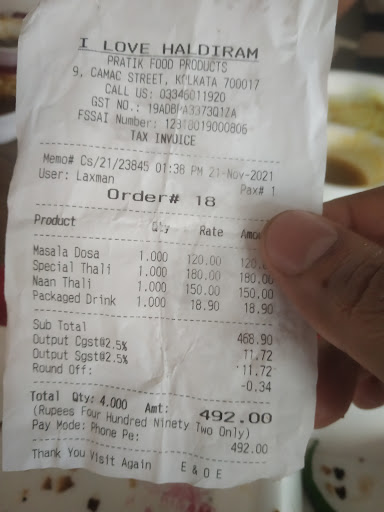 I LOVE HALDIRAM
PRATIK FOOD PRODUCTS
9, CAMAC STREET, KOLKATA 700017
CALL US: 03346011920
GST NO.: 19ADBPA3373Q1ZA
FSSAI Number: 12310019000806
TAX INVOICE
Memo# Cs/21/23845 01:38 PM 21-Nov-2021
User: Laxman Pax# 1
Order# 18
Product Qty Rate
Masala Dosa 1.000 120.00
Special Thali 1.000 180.00 180.00
Naan Thali 1.000 150.00 150.00
Packaged Drink 1.000 18.90 18.90
Sub Total 468.90
Output Cgst@2.5% 11.72
Output Sgst@2.5% 11.72
Round Off: -0.34
Total Qty: 4.000 Amt: 492.00
(Rupees Four Hundred Ninety Two Only)
Pay Mode: Phone Pe: 492.00
Thank You Visit Again E & O E